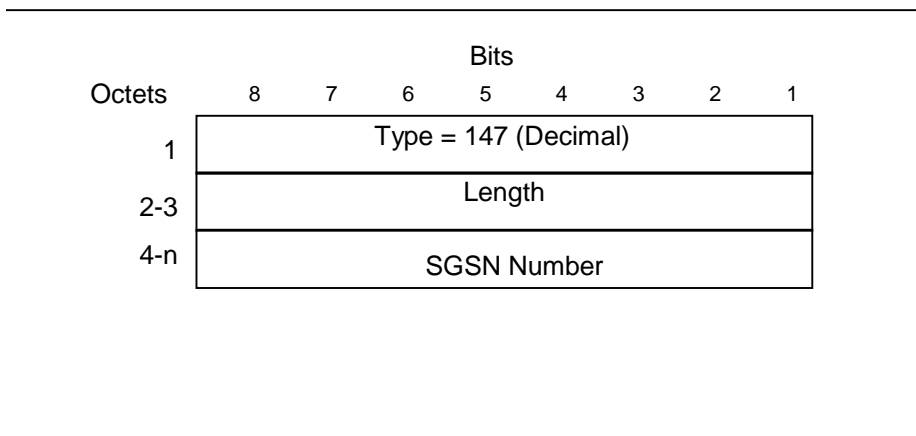 Bits
Octets 8 7 6 5 4 3 2 1
1 Type = 147 (Decimal)
2-3 Length
4-n SGSN Number